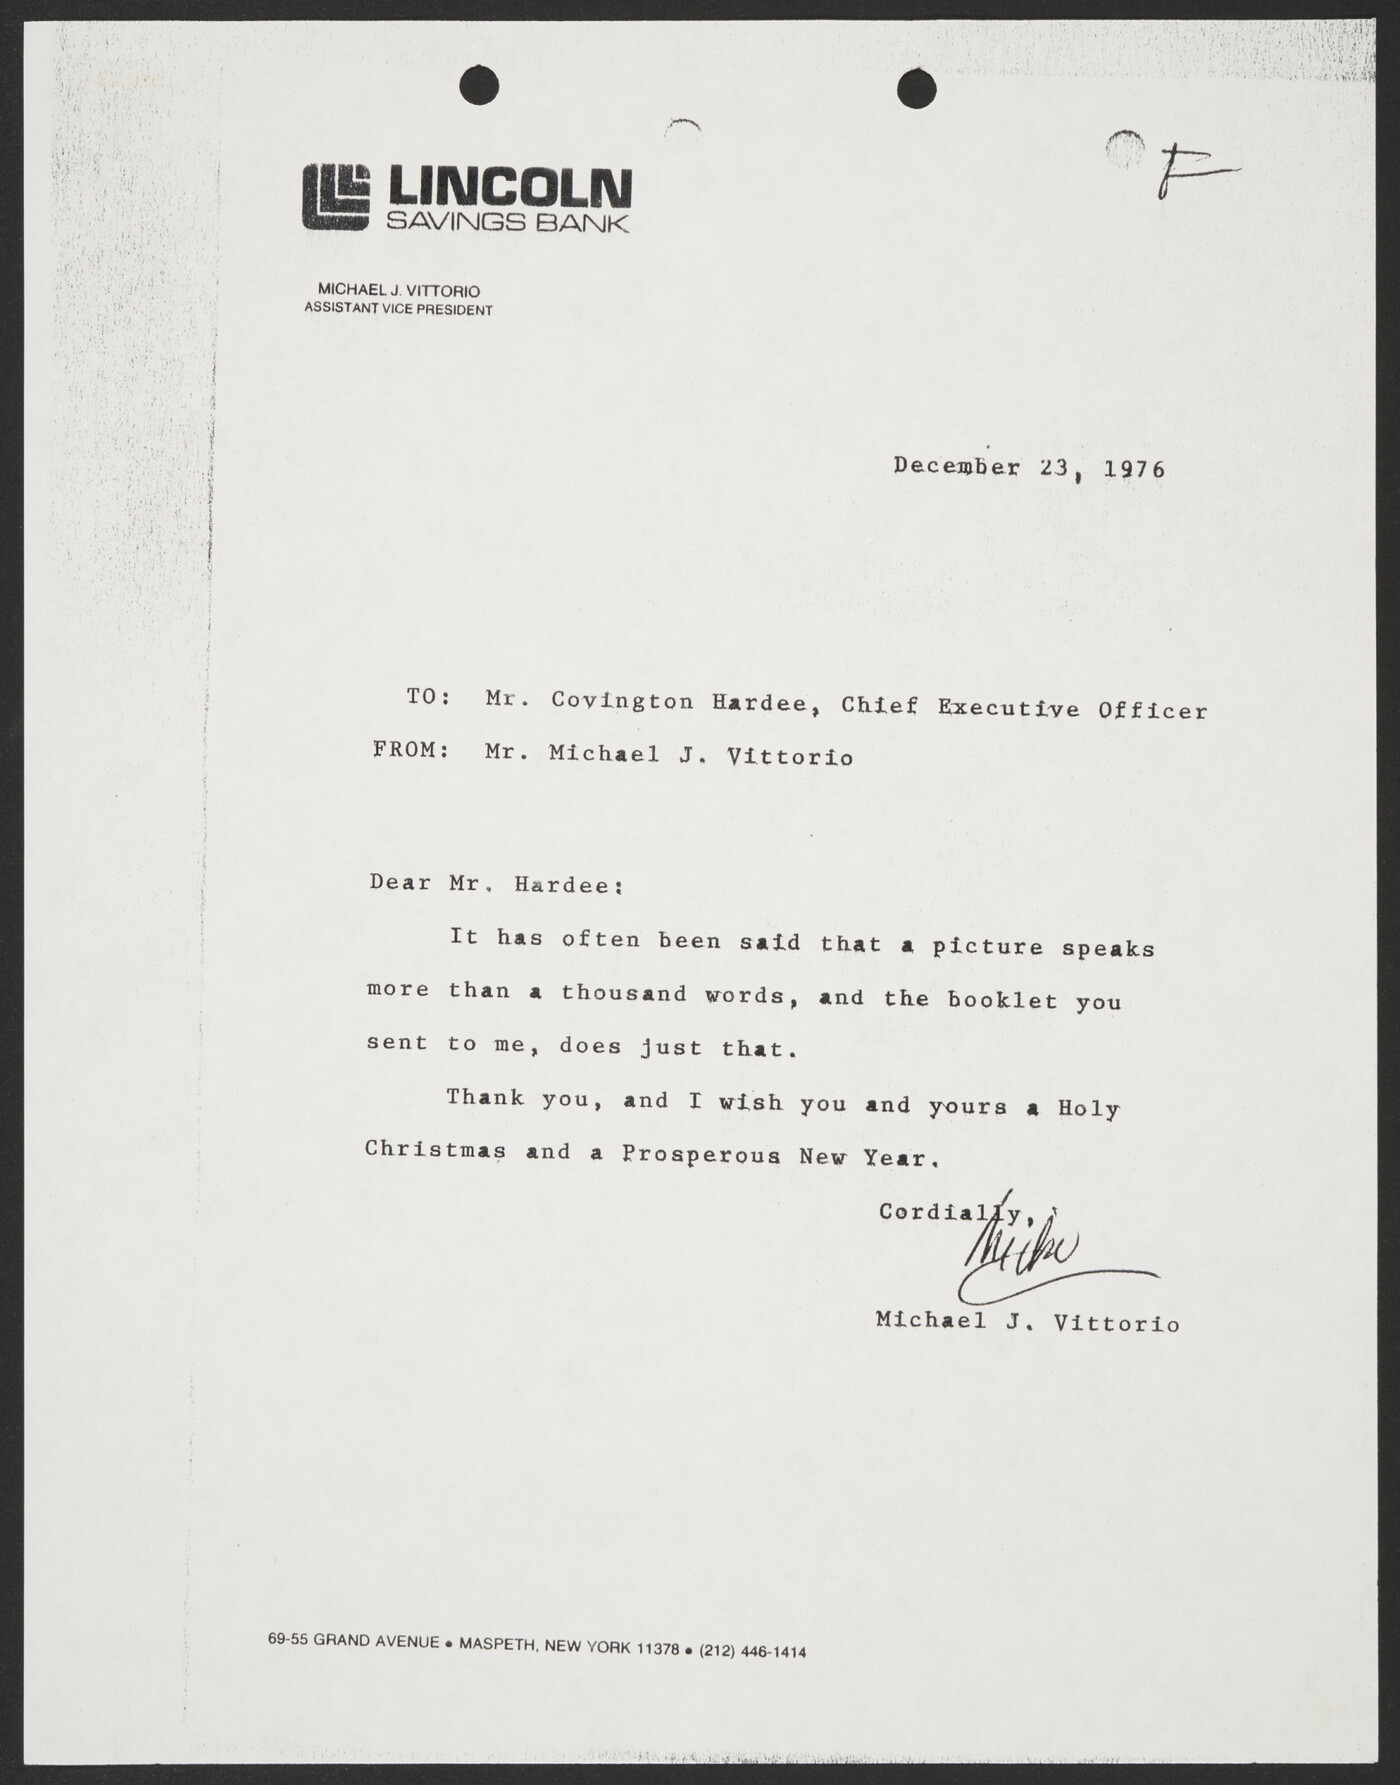 F
LINCOLN
SAVINGS BANK
MICHAEL J. VITTORIO
ASSISTANT VICE PRESIDENT
December 23, 1976
TO: Mr. Covington Hardee, Chief Executive Officer
FROM: Mr. Michael J. Vittorio
Dear Mr. Hardee:
It has often been said that a picture speaks
more than a thousand words, and the booklet you
sent to me, does just that.
Thank you, and I wish you and yours a Holy
Christmas and a Prosperous New Year.
Cordially,
Mike
Michael J. Vittorio
69-55 GRAND AVENUE • MASPETH, NEW YORK 11378 • (212) 446-1414